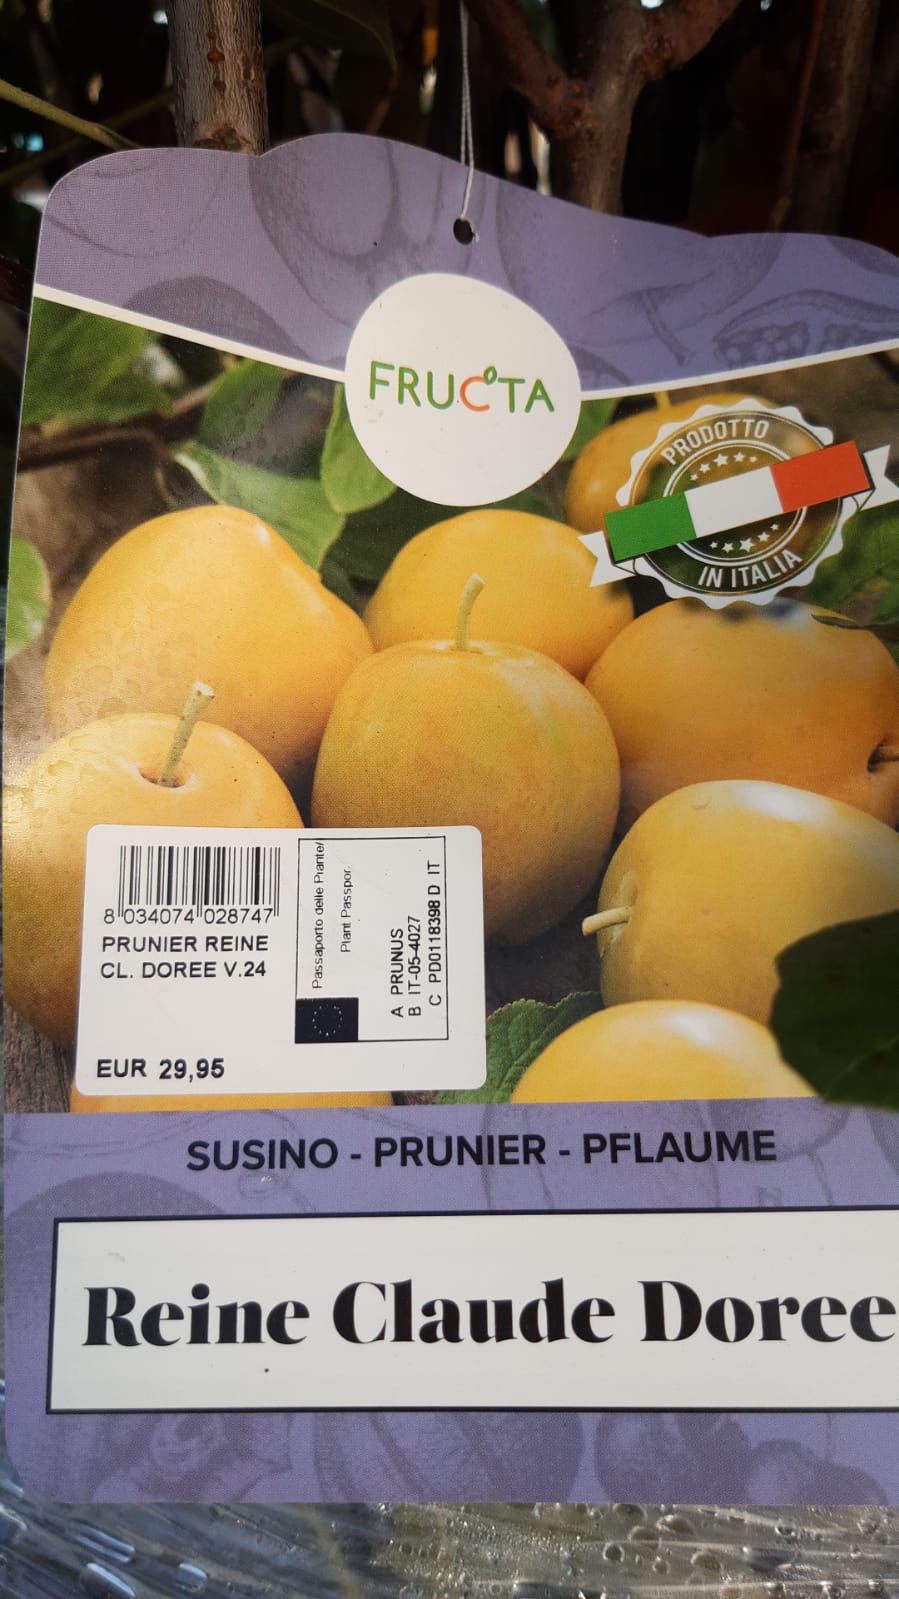 FRUCTA
PRODOTTO
IN ITALIA
8 034074 028747
PRUNIER REINE
CL. DOREE V.24
EUR 29,95
Passaporto delle Piante/
Plant Passpor.
A PRUNUS
B IT-05-4027
C PD0118398 D IT
SUSINO - PRUNIER - PFLAUME
Reine Claude Doree